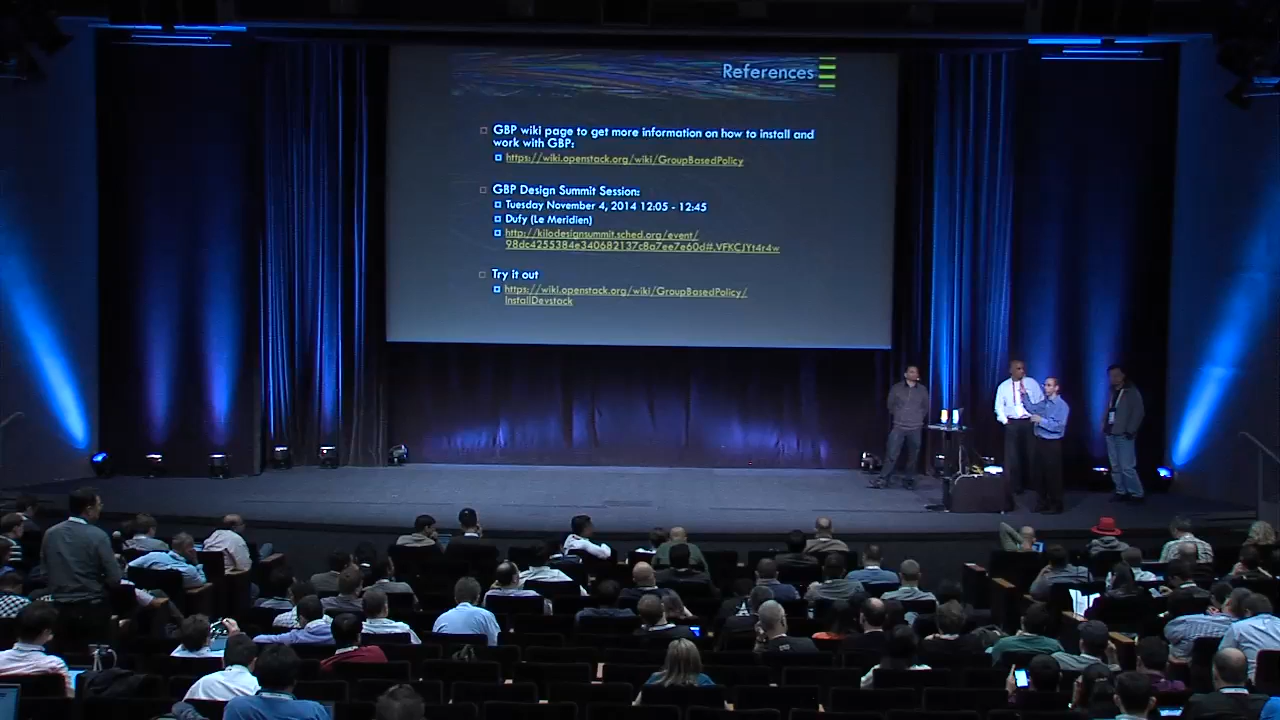 References
GBP wiki page to get more information on how to install and
work with GBP:
https://wiki.openstack.org/wiki/GroupBasedPolicy
GBP Design Summit Session:
Tuesday November 4, 2014 12:05 - 12:45
Dufy (Le Meridien)
http://kilodesignsummit.sched.org/event/
98dc4255384e340682137c8a7ee7e60d#.VFKCJYt4r4w
Try it out
https://wiki.openstack.org/wiki/GroupBasedPolicy/
InstallDevstack